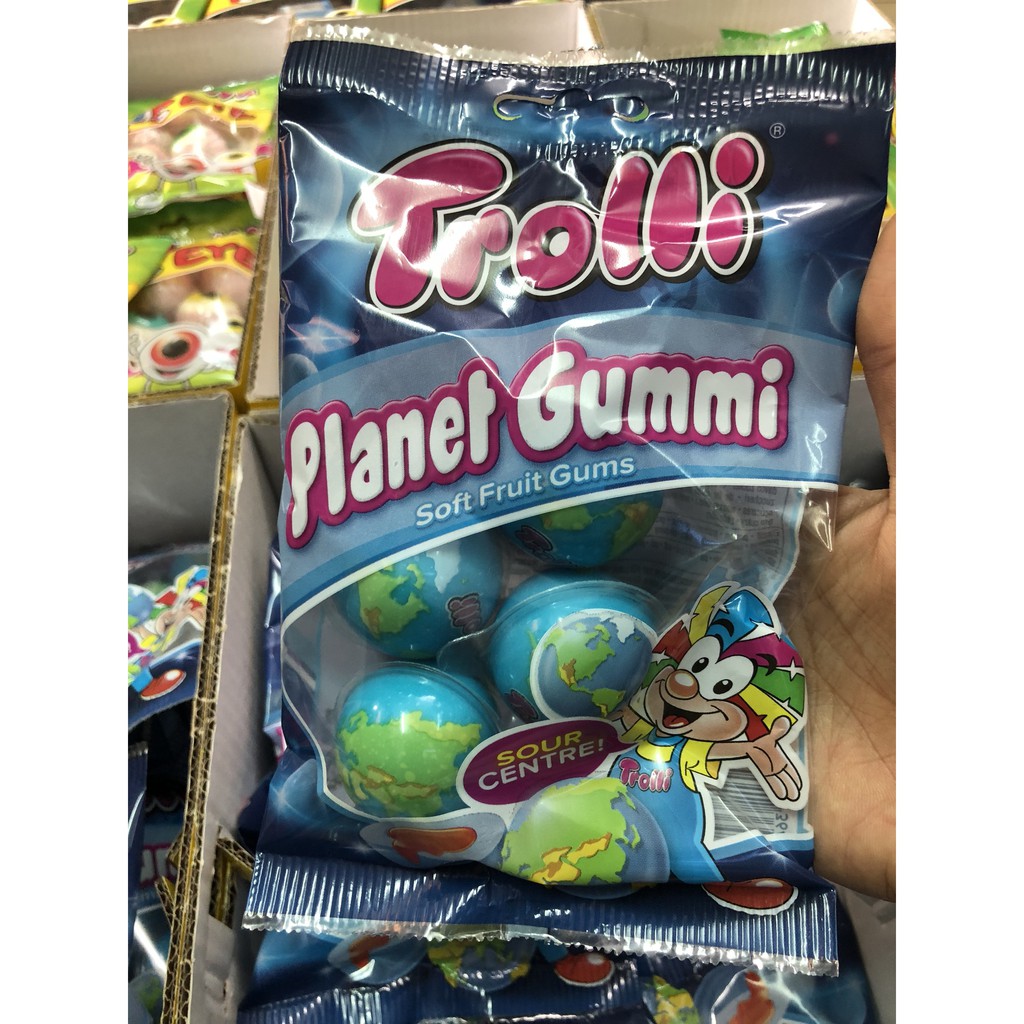 Trolli®
Planet Gummi
Soft Fruit Gums
SOUR
CENTRE!
Trolli